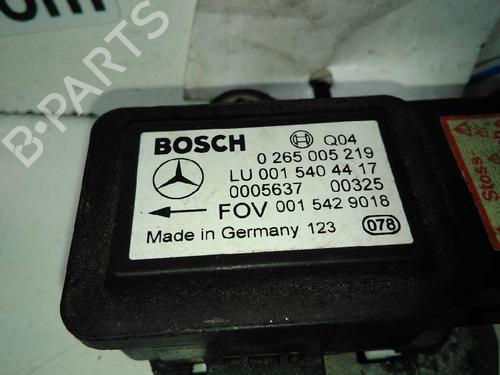 om
B-PARTS
BOSCH Q04
0 265 005 219
LU 001 540 44 17
0005637 00325
FOV 001 542 9018
Made in Germany 123 078
Stoss